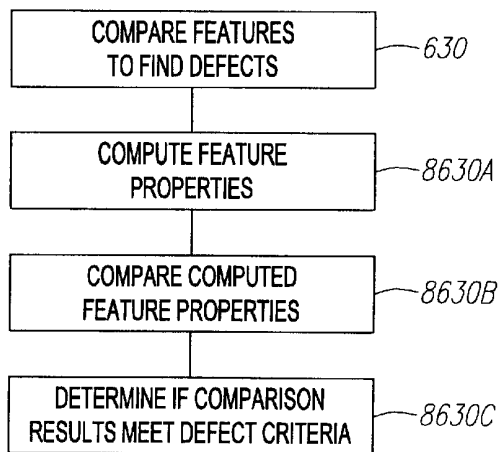 COMPARE FEATURES
TO FIND DEFECTS
630
COMPUTE FEATURE
PROPERTIES
8630A
COMPARE COMPUTED
FEATURE PROPERTIES
8630B
DETERMINE IF COMPARISON
RESULTS MEET DEFECT CRITERIA
8630C